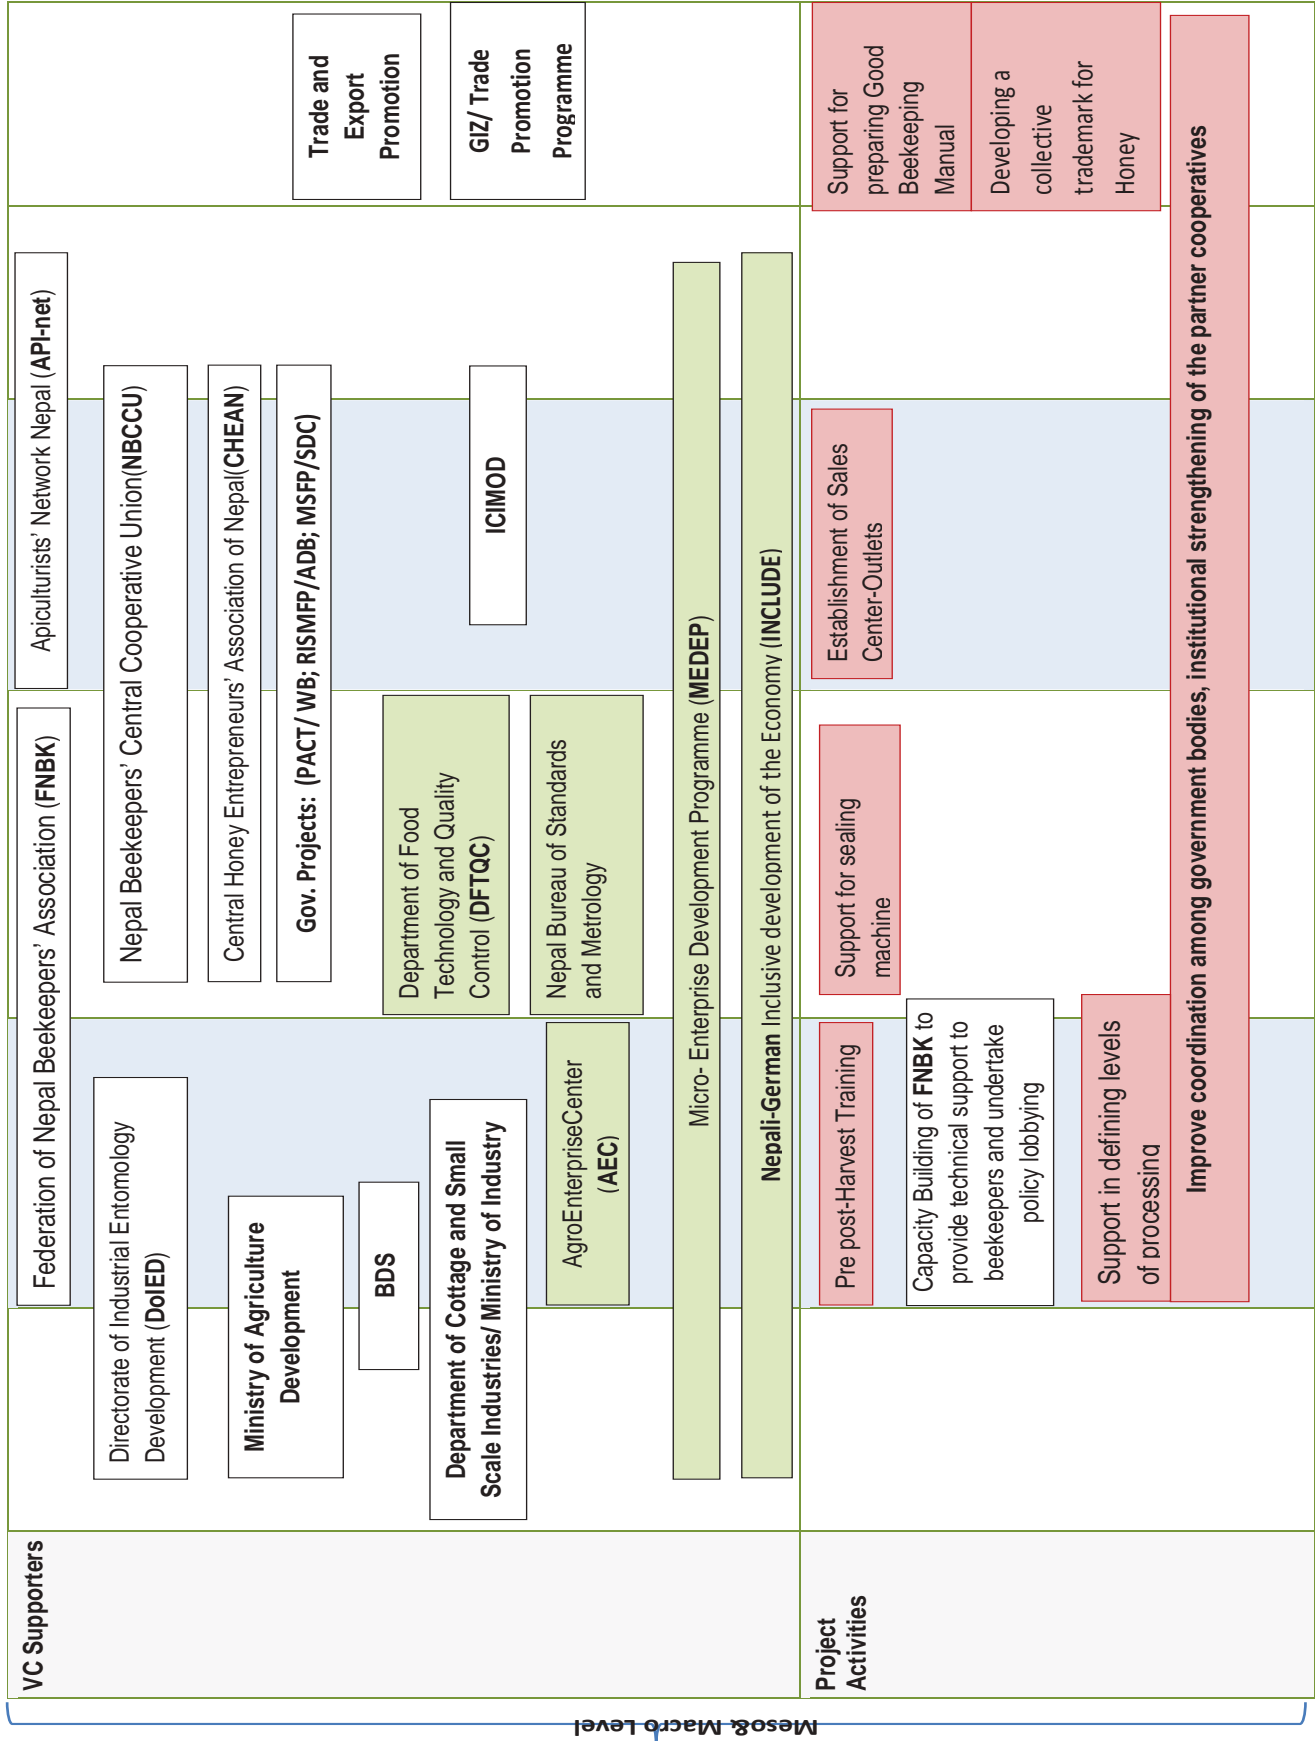 Meso& Macro Level
VC Supporters
Federation of Nepal Beekeepers’ Association (FNBK)
Apiculturists’ Network Nepal (API-net)
Directorate of Industrial Entomology
Development (DoIED)
Nepal Beekeepers’ Central Cooperative Union(NBCCU)
Central Honey Entrepreneurs’ Association of Nepal(CHEAN)
Ministry of Agriculture
Development
Gov. Projects: (PACT/ WB; RISMFP/ADB; MSFP/SDC)
Trade and
Export
Promotion
BDS
Department of Food
Technology and Quality
Control (DFTQC)
Department of Cottage and Small
Scale Industries/ Ministry of Industry
ICIMOD
GIZ/ Trade
Promotion
Programme
AgroEnterpriseCenter
(AEC)
Nepal Bureau of Standards
and Metrology
Micro- Enterprise Development Programme (MEDEP)
Nepali-German Inclusive development of the Economy (INCLUDE)
Project
Activities
Pre post-Harvest Training
Support for sealing
machine
Establishment of Sales
Center-Outlets
Support for
preparing Good
Beekeeping
Manual
Capacity Building of FNBK to
provide technical support to
beekeepers and undertake
policy lobbying
Developing a
collective
trademark for
Honey
Support in defining levels
of processing
Improve coordination among government bodies, institutional strengthening of the partner cooperatives